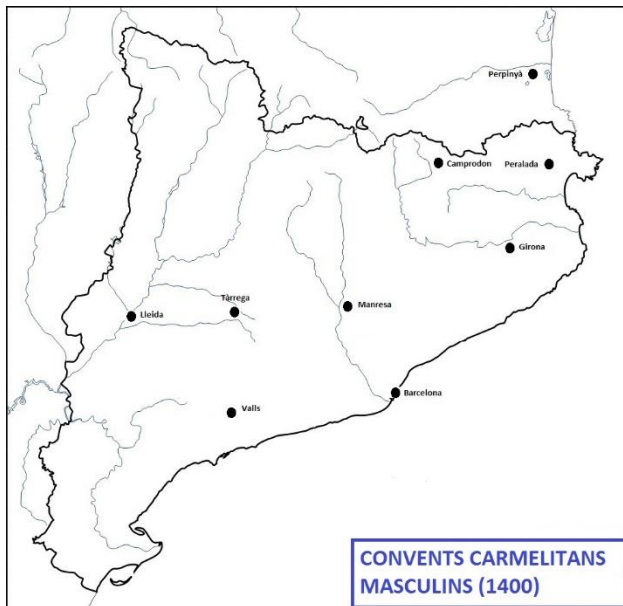 Perpinyà
Camprodon
Peralada
Girona
Tàrrega
Manresa
Lleida
Barcelona
Valls
CONVENTS CARMELITANS
MASCULINS (1400)